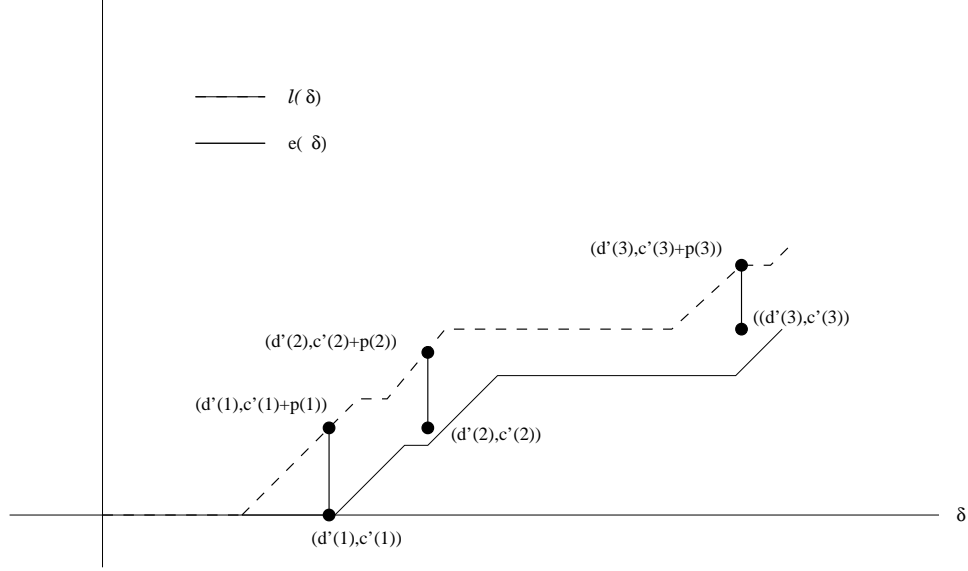 l( δ)
e( δ)
(d’(3),c’(3)+p(3))
((d’(3),c’(3))
(d’(2),c’(2)+p(2))
(d’(1),c’(1)+p(1))
(d’(2),c’(2))
δ
(d’(1),c’(1))